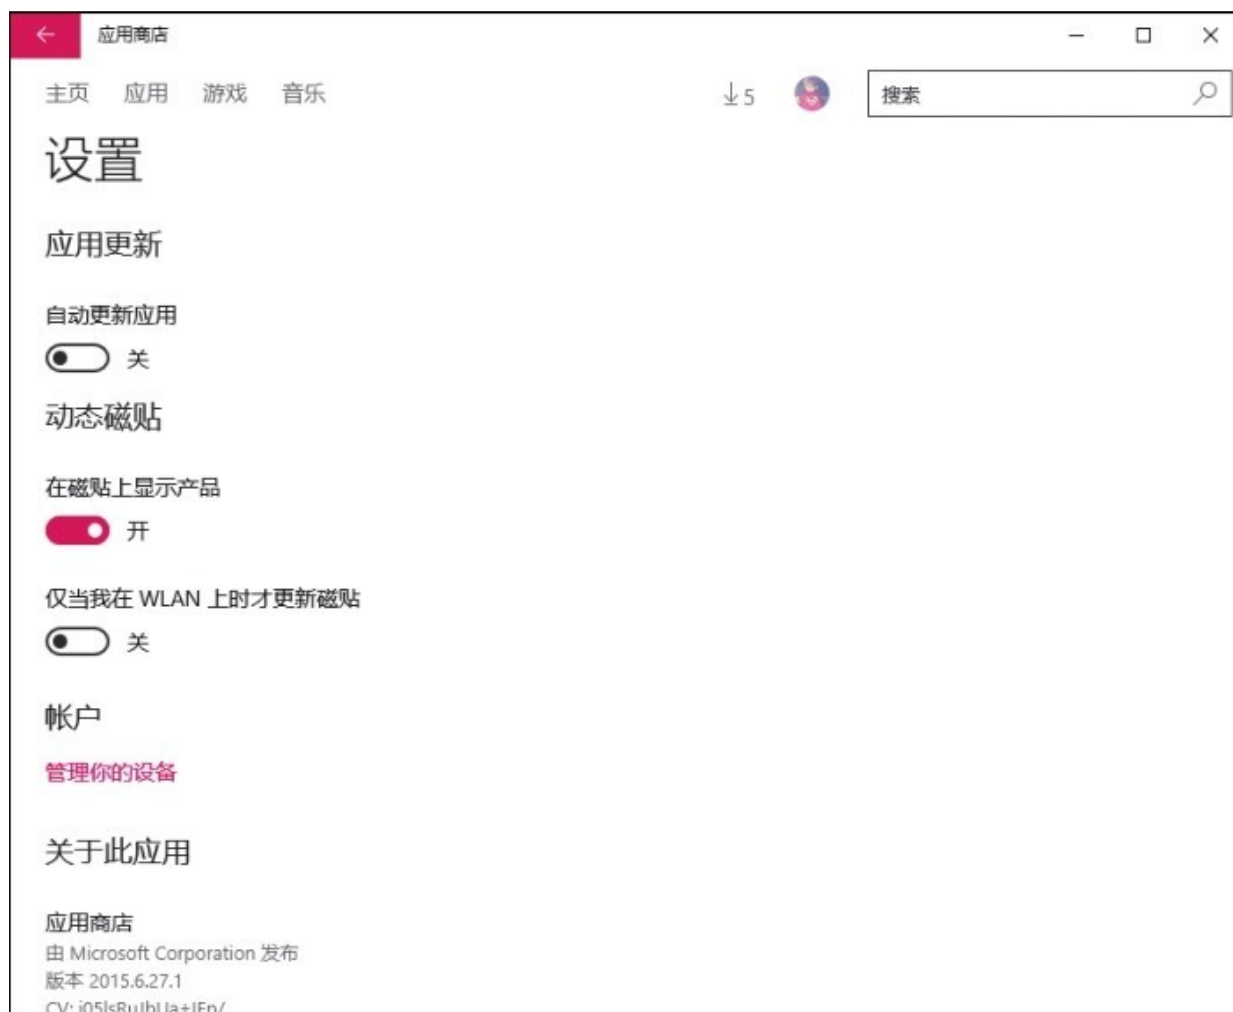 应用商店
主页 应用 游戏 音乐 5 搜索
设置
应用更新
自动更新应用
关
动态磁贴
在磁贴上显示产品
开
仅当我在 WLAN 上时才更新磁贴
关
帐户
管理你的设备
关于此应用
应用商店
由 Microsoft Corporation 发布
版本 2015.6.27.1
CV: